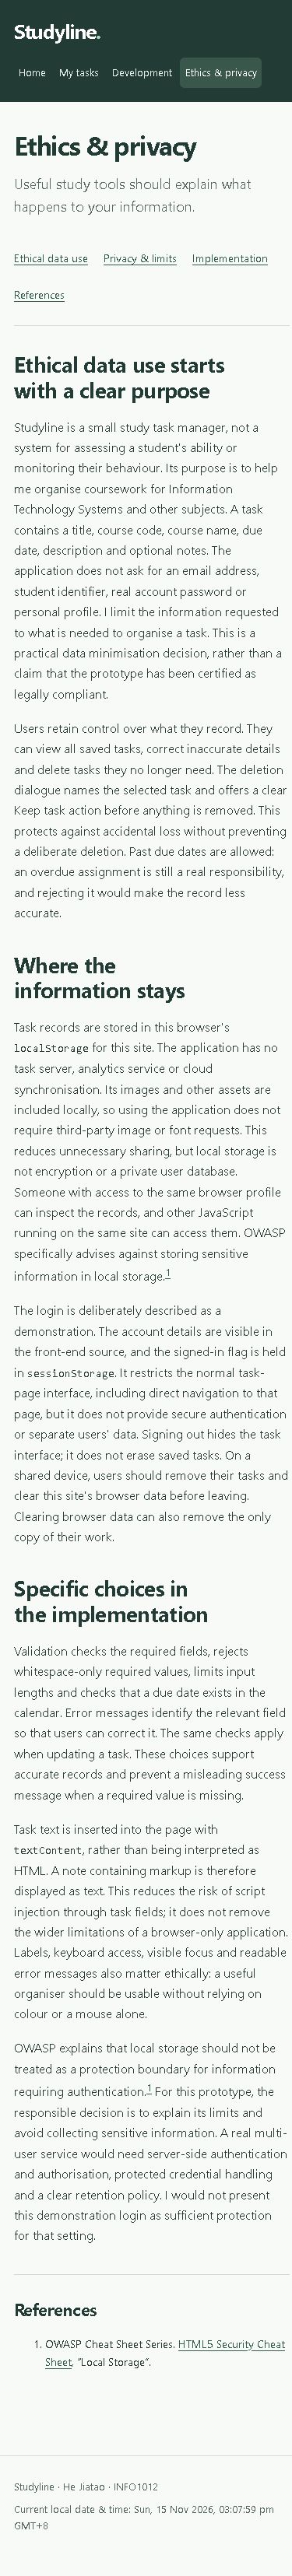 Studyline.
Home My tasks Development Ethics & privacy
Ethics & privacy
Useful study tools should explain what
happens to your information.
Ethical data use Privacy & limits Implementation
References
Ethical data use starts
with a clear purpose
Studyline is a small study task manager, not a
system for assessing a student's ability or
monitoring their behaviour. Its purpose is to help
me organise coursework for Information
Technology Systems and other subjects. A task
contains a title, course code, course name, due
date, description and optional notes. The
application does not ask for an email address,
student identifier, real account password or
personal profile. I limit the information requested
to what is needed to organise a task. This is a
practical data minimisation decision, rather than a
claim that the prototype has been certified as
legally compliant.
Users retain control over what they record. They
can view all saved tasks, correct inaccurate details
and delete tasks they no longer need. The deletion
dialogue names the selected task and offers a clear
Keep task action before anything is removed. This
protects against accidental loss without preventing
a deliberate deletion. Past due dates are allowed:
an overdue assignment is still a real responsibility,
and rejecting it would make the record less
accurate.
Where the
information stays
Task records are stored in this browser's
localStorage for this site. The application has no
task server, analytics service or cloud
synchronisation. Its images and other assets are
included locally, so using the application does not
require third-party image or font requests. This
reduces unnecessary sharing, but local storage is
not encryption or a private user database.
Someone with access to the same browser profile
can inspect the records, and other JavaScript
running on the same site can access them. OWASP
specifically advises against storing sensitive
information in local storage.1
The login is deliberately described as a
demonstration. The account details are visible in
the front-end source, and the signed-in flag is held
in sessionStorage. It restricts the normal task-
page interface, including direct navigation to that
page, but it does not provide secure authentication
or separate users' data. Signing out hides the task
interface; it does not erase saved tasks. On a
shared device, users should remove their tasks and
clear this site's browser data before leaving.
Clearing browser data can also remove the only
copy of their work.
Specific choices in
the implementation
Validation checks the required fields, rejects
whitespace-only required values, limits input
lengths and checks that a due date exists in the
calendar. Error messages identify the relevant field
so that users can correct it. The same checks apply
when updating a task. These choices support
accurate records and prevent a misleading success
message when a required value is missing.
Task text is inserted into the page with
textContent, rather than being interpreted as
HTML. A note containing markup is therefore
displayed as text. This reduces the risk of script
injection through task fields; it does not remove
the wider limitations of a browser-only application.
Labels, keyboard access, visible focus and readable
error messages also matter ethically: a useful
organiser should be usable without relying on
colour or a mouse alone.
OWASP explains that local storage should not be
treated as a protection boundary for information
requiring authentication.1 For this prototype, the
responsible decision is to explain its limits and
avoid collecting sensitive information. A real multi-
user service would need server-side authentication
and authorisation, protected credential handling
and a clear retention policy. I would not present
this demonstration login as sufficient protection
for that setting.
References
1. OWASP Cheat Sheet Series. HTML5 Security Cheat
Sheet, “Local Storage”.
Studyline · He Jiatao · INFO1012
Current local date & time: Sun, 15 Nov 2026, 03:07:59 pm
GMT+8